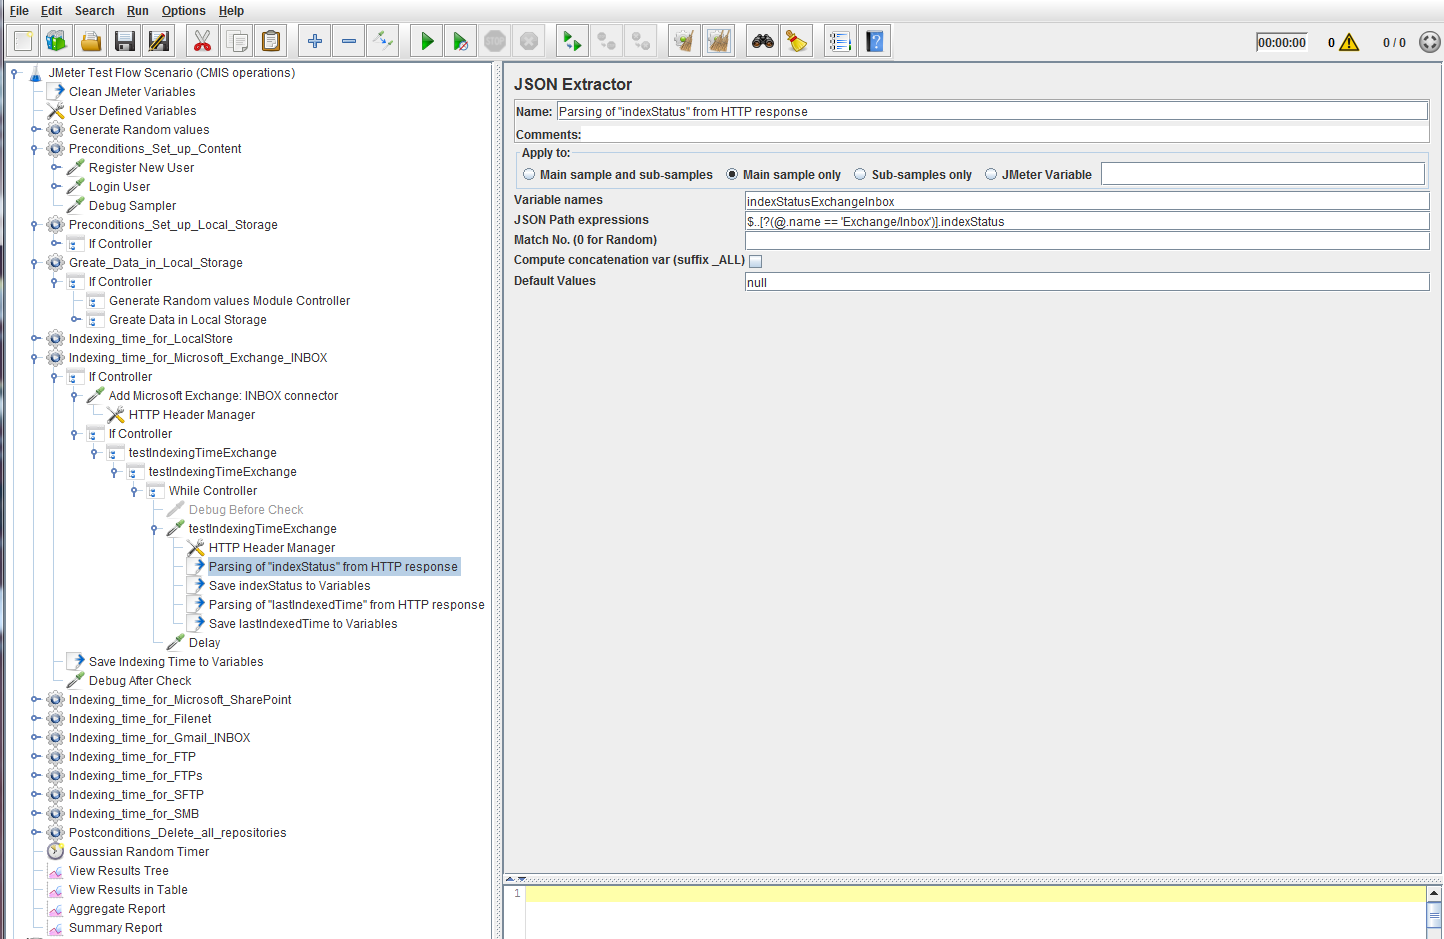 File Edit Search Run Options Help
00:00:00 0 0 / 0
JMeter Test Flow Scenario (CMIS operations)
Clean JMeter Variables
User Defined Variables
Generate Random values
Preconditions_Set_up_Content
Register New User
Login User
Debug Sampler
Preconditions_Set_up_Local_Storage
If Controller
Greate_Data_in_Local_Storage
If Controller
Generate Random values Module Controller
Greate Data in Local Storage
Indexing_time_for_LocalStore
Indexing_time_for_Microsoft_Exchange_INBOX
If Controller
Add Microsoft Exchange: INBOX connector
HTTP Header Manager
If Controller
testIndexingTimeExchange
testIndexingTimeExchange
While Controller
Debug Before Check
testIndexingTimeExchange
HTTP Header Manager
Parsing of "indexStatus" from HTTP response
Save indexStatus to Variables
Parsing of "lastIndexedTime" from HTTP response
Save lastIndexedTime to Variables
Delay
Save Indexing Time to Variables
Debug After Check
Indexing_time_for_Microsoft_SharePoint
Indexing_time_for_Filenet
Indexing_time_for_Gmail_INBOX
Indexing_time_for_FTP
Indexing_time_for_FTPs
Indexing_time_for_SFTP
Indexing_time_for_SMB
Postconditions_Delete_all_repositories
Gaussian Random Timer
View Results Tree
View Results in Table
Aggregate Report
Summary Report
JSON Extractor
Name: Parsing of "indexStatus" from HTTP response
Comments:
Apply to:
Main sample and sub-samples Main sample only Sub-samples only JMeter Variable
Variable names indexStatusExchangeInbox
JSON Path expressions $..[?(@.name == 'Exchange/Inbox')].indexStatus
Match No. (0 for Random)
Compute concatenation var (suffix _ALL)
Default Values null
1